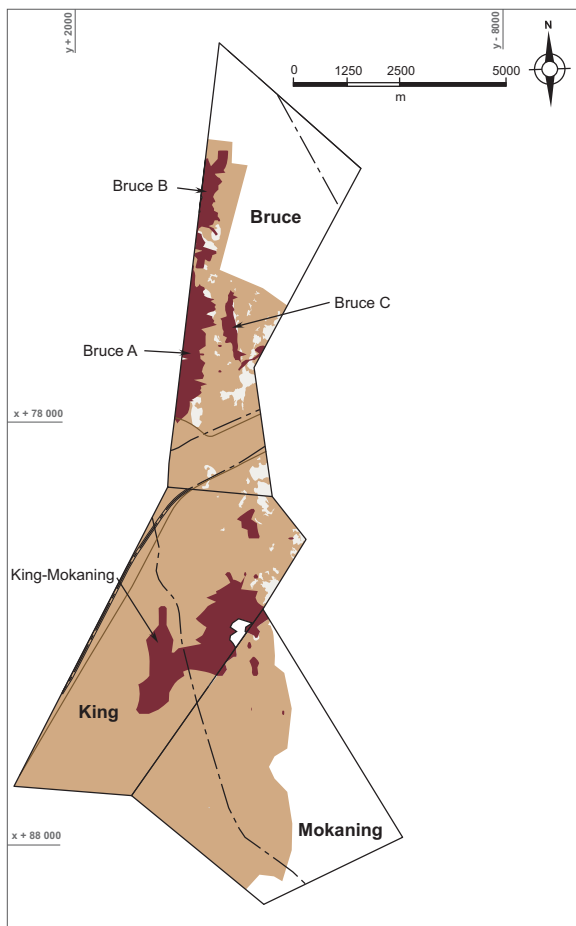 y + 2000
y - 8000
N
0 1250 2500 5000
m
Bruce B
Bruce
Bruce C
Bruce A
x + 78 000
King-Mokaning
King
Mokaning
x + 88 000